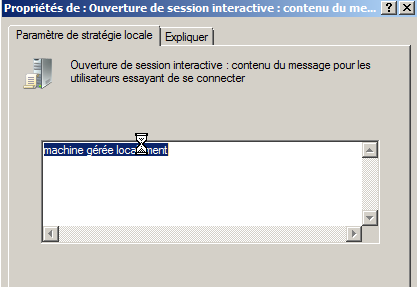 Propriétés de : Ouverture de session interactive : contenu du me...
Paramètre de stratégie locale
Expliquer
Ouverture de session interactive : contenu du message pour les
utilisateurs essayant de se connecter
machine gérée localement